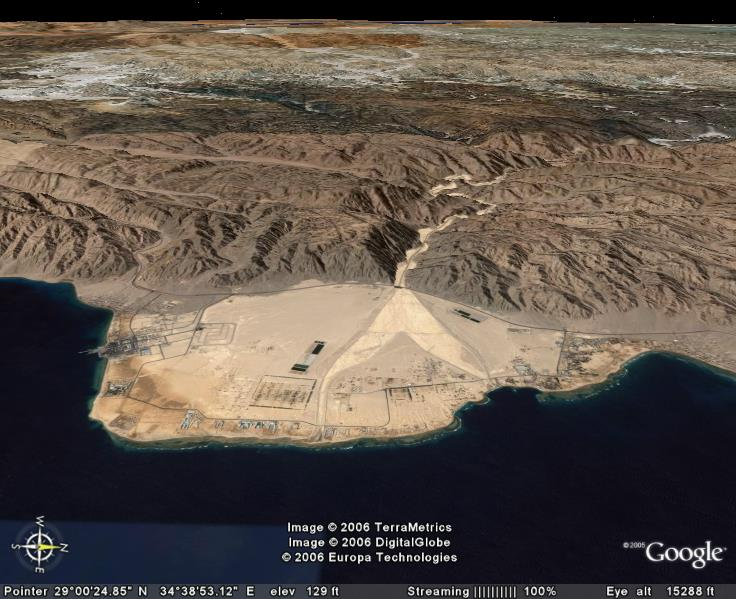 W
S N
E
Image © 2006 TerraMetrics
Image © 2006 DigitalGlobe
© 2006 Europa Technologies
© 2005 Google™
Pointer 29°00'24.85" N 34°38'53.12" E elev 129 ft Streaming |||||||||| 100% Eye alt 15288 ft